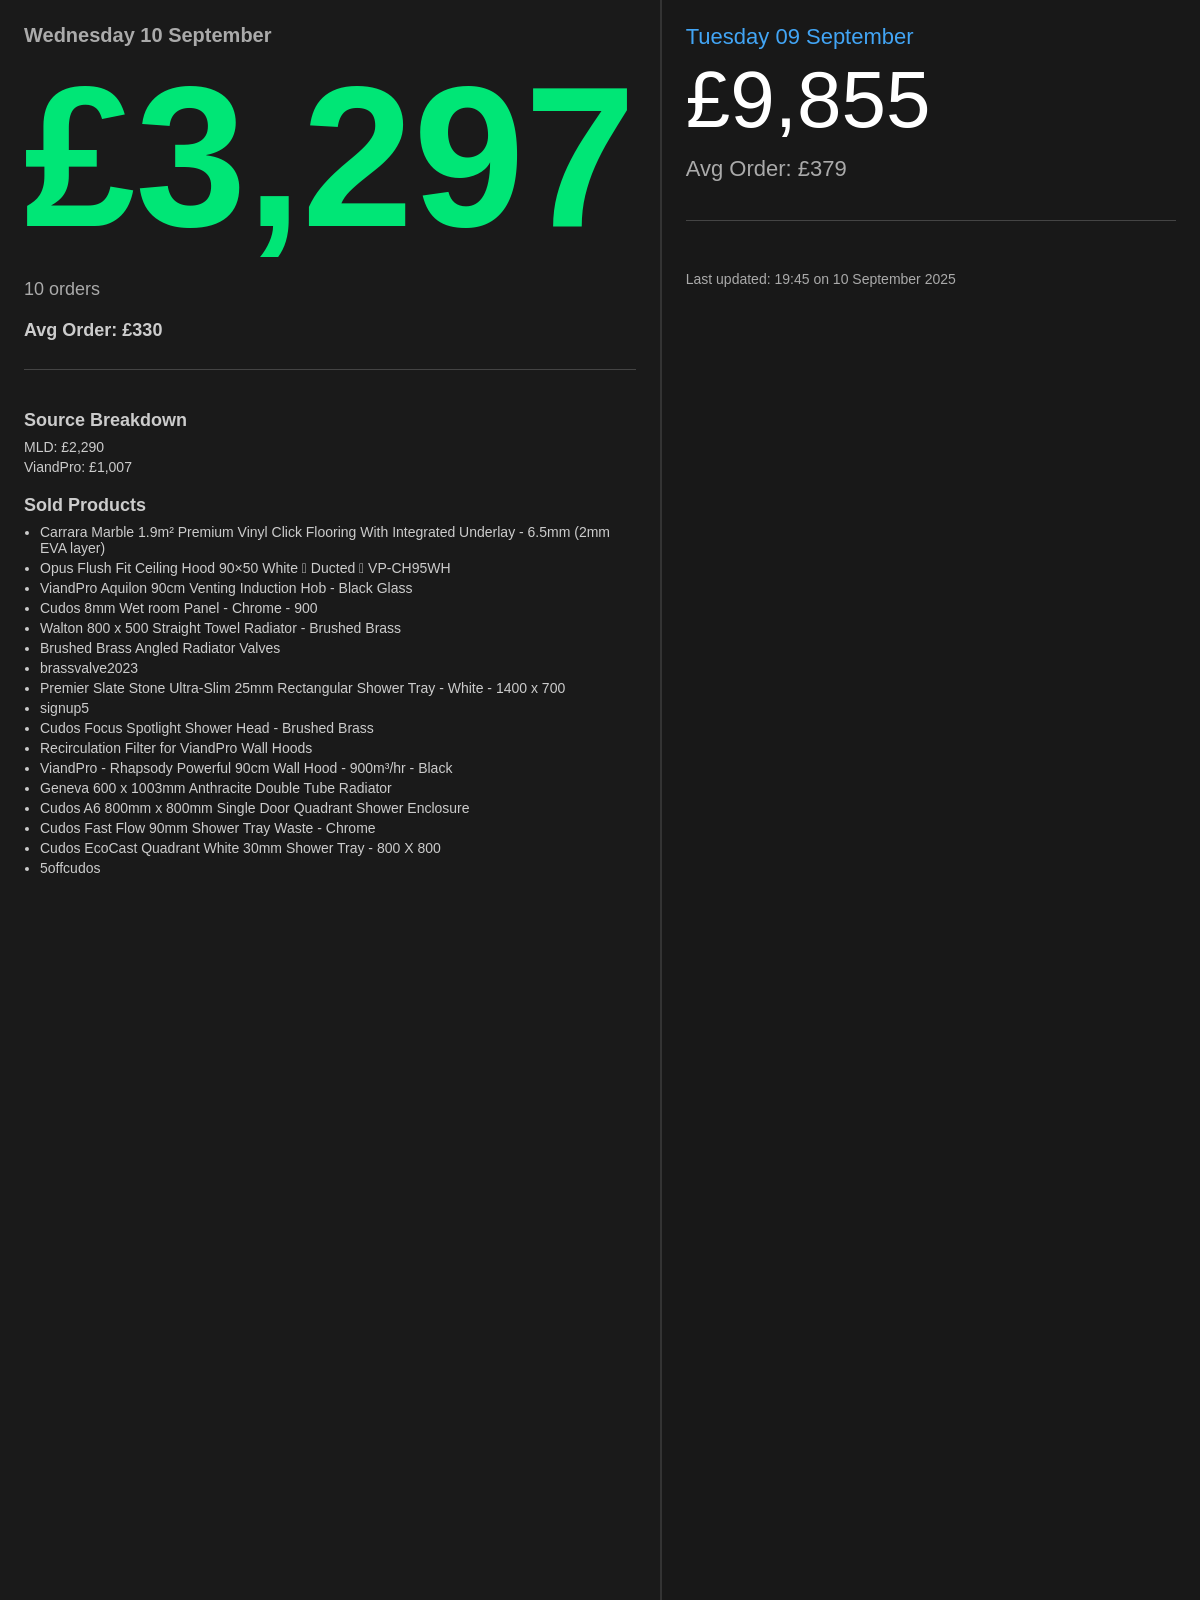 Wednesday 10 September
£3,297
10 orders
Avg Order: £330
Source Breakdown
MLD: £2,290
ViandPro: £1,007
Sold Products
• Carrara Marble 1.9m² Premium Vinyl Click Flooring With Integrated Underlay - 6.5mm (2mm
EVA layer)
• Opus Flush Fit Ceiling Hood 90×50 White ▯ Ducted ▯ VP-CH95WH
• ViandPro Aquilon 90cm Venting Induction Hob - Black Glass
• Cudos 8mm Wet room Panel - Chrome - 900
• Walton 800 x 500 Straight Towel Radiator - Brushed Brass
• Brushed Brass Angled Radiator Valves
• brassvalve2023
• Premier Slate Stone Ultra-Slim 25mm Rectangular Shower Tray - White - 1400 x 700
• signup5
• Cudos Focus Spotlight Shower Head - Brushed Brass
• Recirculation Filter for ViandPro Wall Hoods
• ViandPro - Rhapsody Powerful 90cm Wall Hood - 900m³/hr - Black
• Geneva 600 x 1003mm Anthracite Double Tube Radiator
• Cudos A6 800mm x 800mm Single Door Quadrant Shower Enclosure
• Cudos Fast Flow 90mm Shower Tray Waste - Chrome
• Cudos EcoCast Quadrant White 30mm Shower Tray - 800 X 800
• 5offcudos
Tuesday 09 September
£9,855
Avg Order: £379
Last updated: 19:45 on 10 September 2025